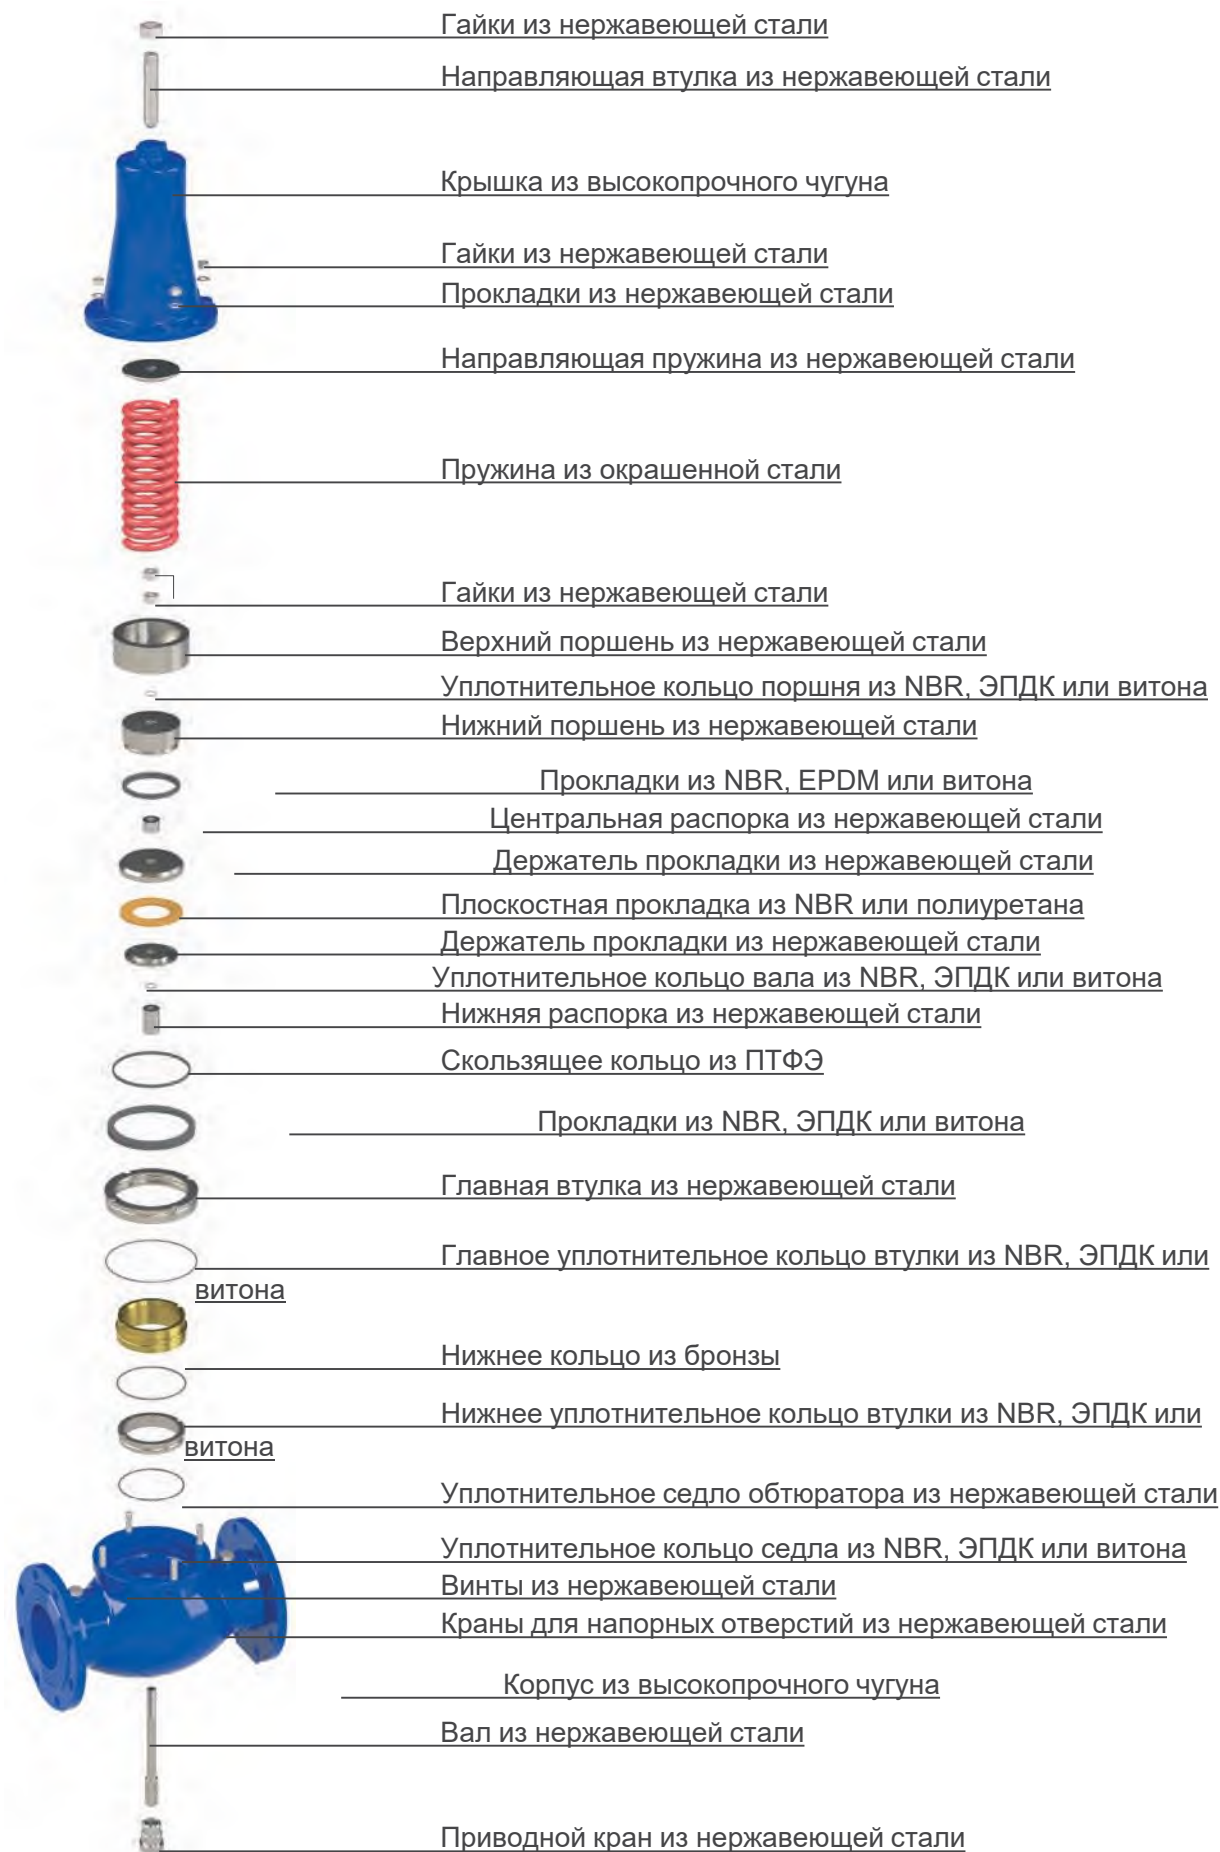 Гайки из нержавеющей стали
Направляющая втулка из нержавеющей стали
Крышка из высокопрочного чугуна
Гайки из нержавеющей стали
Прокладки из нержавеющей стали
Направляющая пружина из нержавеющей стали
Пружина из окрашенной стали
Гайки из нержавеющей стали
Верхний поршень из нержавеющей стали
Уплотнительное кольцо поршня из NBR, ЭПДК или витона
Нижний поршень из нержавеющей стали
Прокладки из NBR, EPDM или витона
Центральная распорка из нержавеющей стали
Держатель прокладки из нержавеющей стали
Плоскостная прокладка из NBR или полиуретана
Держатель прокладки из нержавеющей стали
Уплотнительное кольцо вала из NBR, ЭПДК или витона
Нижняя распорка из нержавеющей стали
Скользящее кольцо из ПТФЭ
Прокладки из NBR, ЭПДК или витона
Главная втулка из нержавеющей стали
Главное уплотнительное кольцо втулки из NBR, ЭПДК или
витона
Нижнее кольцо из бронзы
Нижнее уплотнительное кольцо втулки из NBR, ЭПДК или
витона
Уплотнительное седло обтюратора из нержавеющей стали
Уплотнительное кольцо седла из NBR, ЭПДК или витона
Винты из нержавеющей стали
Краны для напорных отверстий из нержавеющей стали
Корпус из высокопрочного чугуна
Вал из нержавеющей стали
Приводной кран из нержавеющей стали